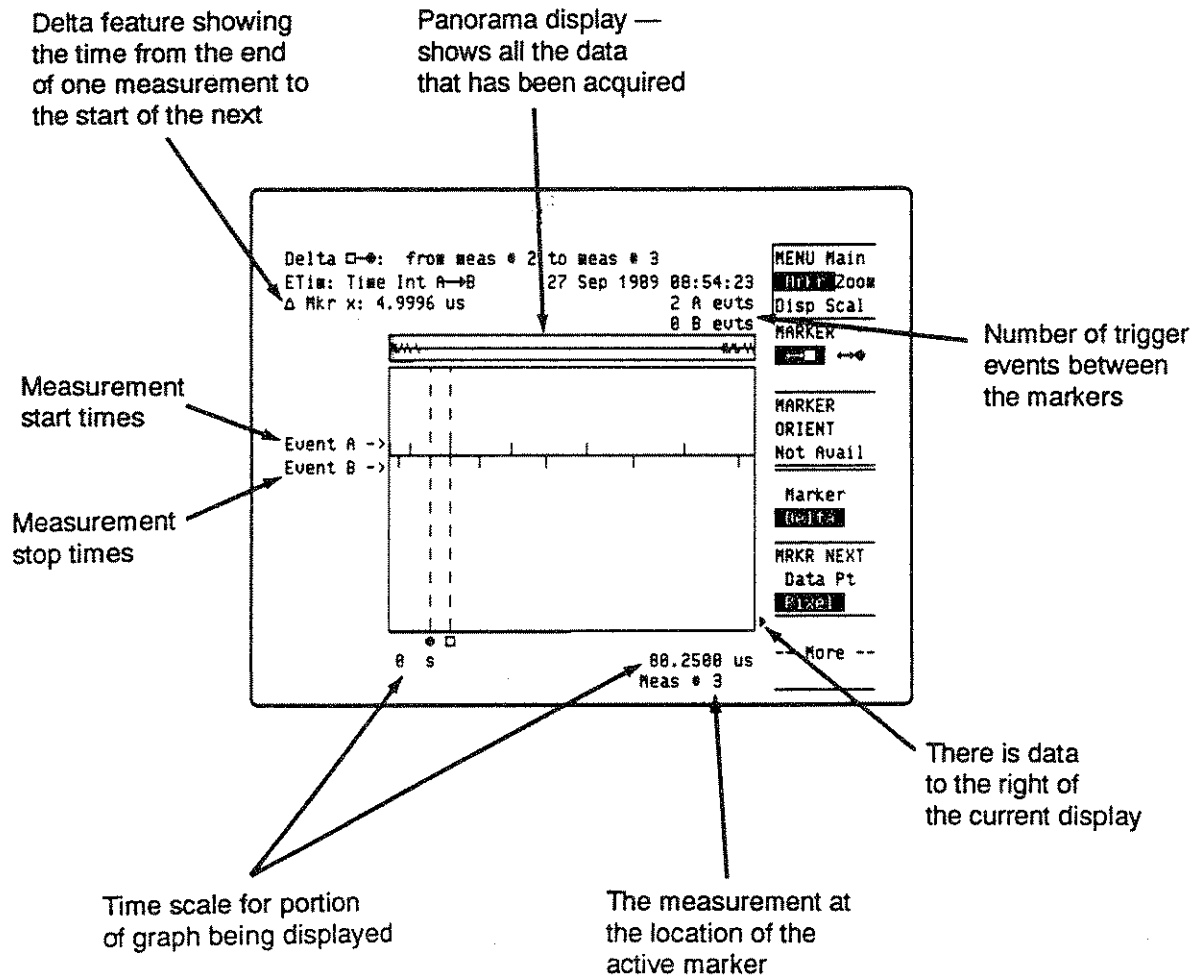 Delta feature showing
the time from the end
of one measurement to
the start of the next
Panorama display —
shows all the data
that has been acquired
Delta □→●: from meas # 2 to meas # 3
ETim: Time Int A→B 27 Sep 1989 08:54:23
Δ Mkr x: 4.9996 us 2 A evts
0 B evts
MENU Main
Mrkr Zoom
Disp Scal
MARKER
MARKER
ORIENT
Not Avail
Marker
Delta
MRKR NEXT
Data Pt
Pixel
-- More --
Number of trigger
events between
the markers
Measurement
start times
Event A ->
Event B ->
Measurement
stop times
0 s
80.2500 us
Meas # 3
There is data
to the right of
the current display
Time scale for portion
of graph being displayed
The measurement at
the location of the
active marker